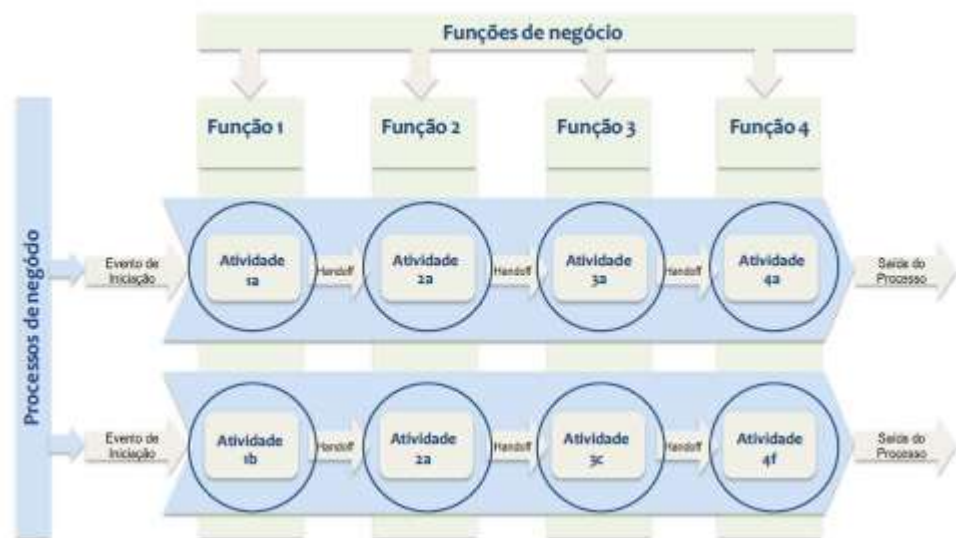 Funções de negócio
Função 1
Função 2
Função 3
Função 4
Processos de negócio
Evento de
Iniciação
Atividade
1a
Handoff
Atividade
2a
Handoff
Atividade
3a
Handoff
Atividade
4a
Saída do
Processo
Evento de
Iniciação
Atividade
1b
Handoff
Atividade
2a
Handoff
Atividade
3c
Handoff
Atividade
4f
Saída do
Processo